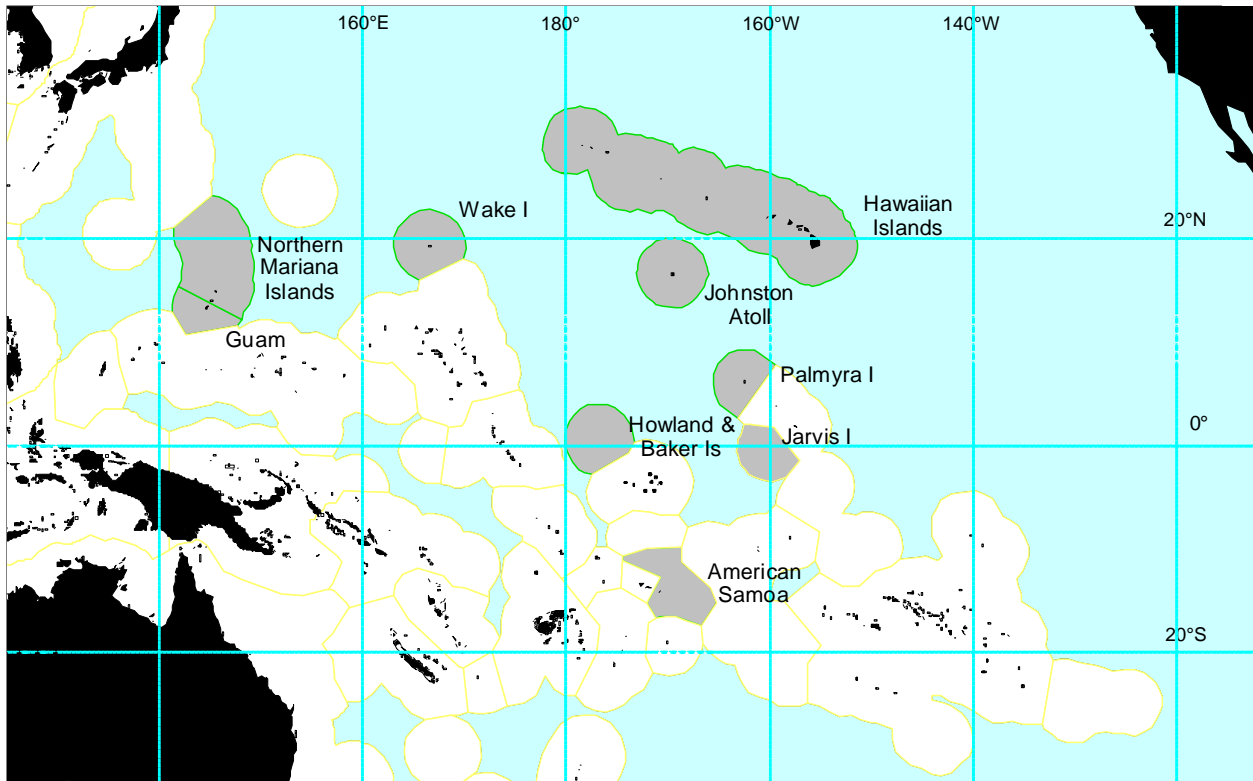 160°E
180°
160°W
140°W
Wake I
Hawaiian
Islands
20°N
Northern
Mariana
Islands
Johnston
Atoll
Guam
Palmyra I
Howland &
Baker Is
Jarvis I
0°
American
Samoa
20°S